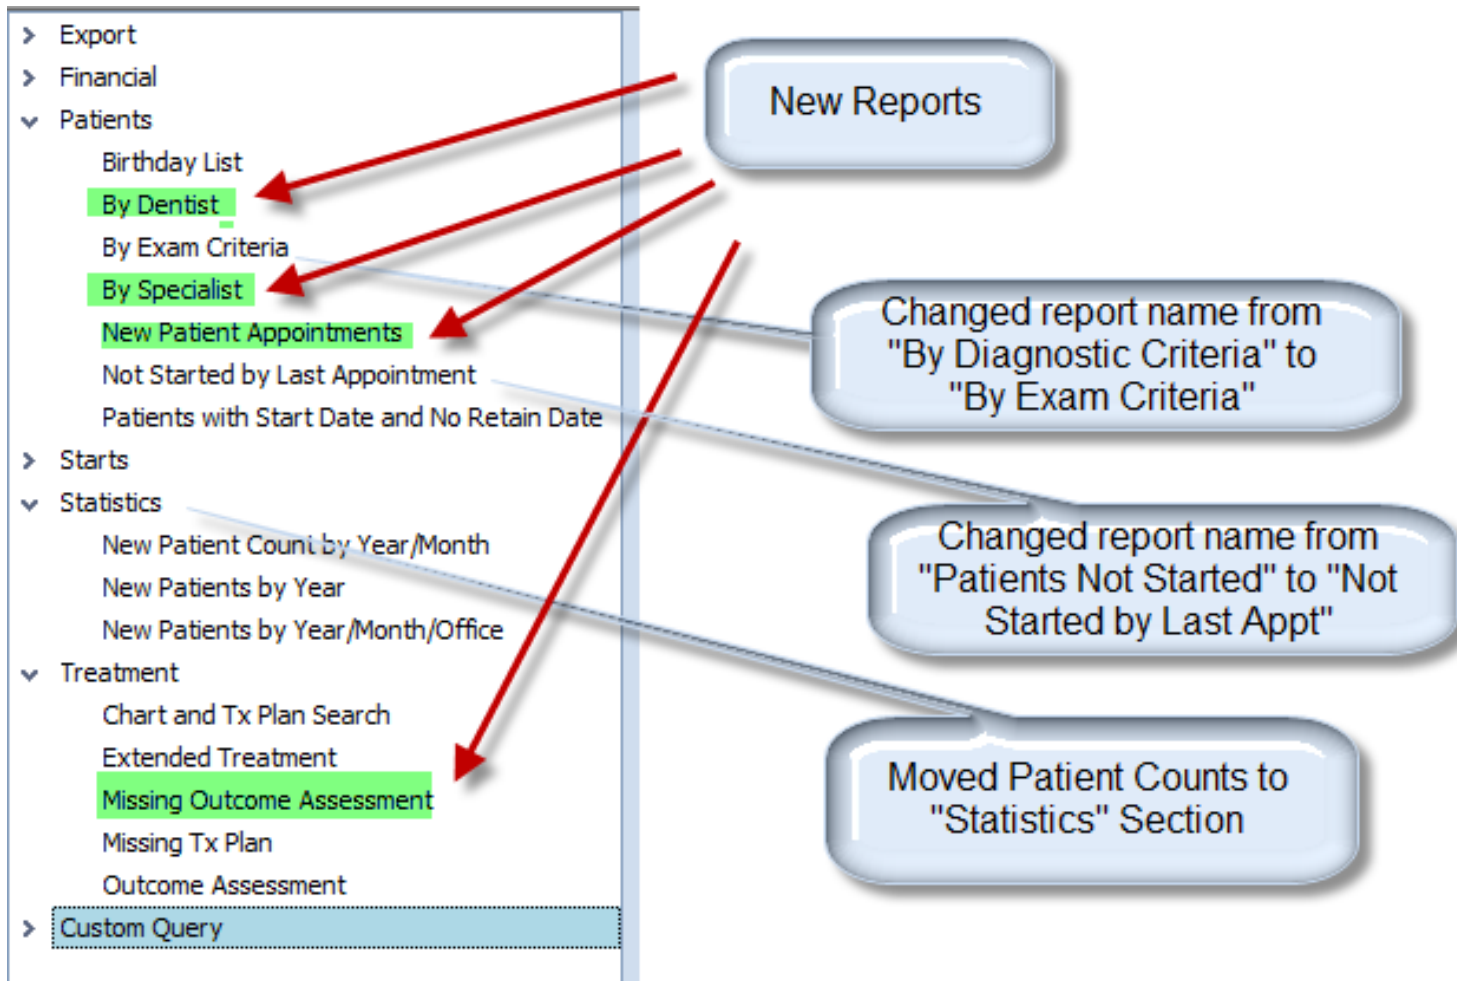 Export
Financial
Patients
Birthday List
By Dentist
By Exam Criteria
By Specialist
New Patient Appointments
Not Started by Last Appointment
Patients with Start Date and No Retain Date
Starts
Statistics
New Patient Count by Year/Month
New Patients by Year
New Patients by Year/Month/Office
Treatment
Chart and Tx Plan Search
Extended Treatment
Missing Outcome Assessment
Missing Tx Plan
Outcome Assessment
Custom Query
New Reports
Changed report name from
"By Diagnostic Criteria" to
"By Exam Criteria"
Changed report name from
"Patients Not Started" to "Not
Started by Last Appt"
Moved Patient Counts to
"Statistics" Section